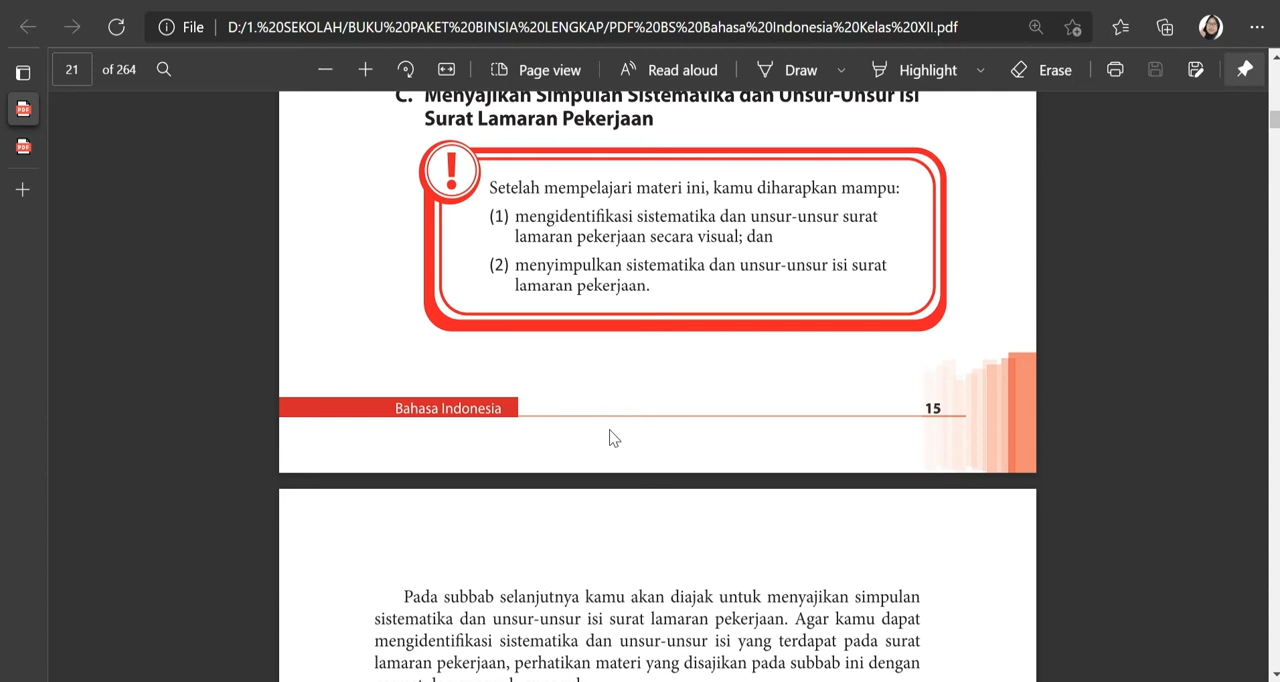 File
D:/1.%20SEKOLAH/BUKU%20PAKET%20BINSIA%20LENGKAP/PDF%20BS%20Bahasa%20Indonesia%20Kelas%20XII.pdf
21 of 264
Page view
Read aloud
Draw
Highlight
Erase
PDF
PDF
C. Menyajikan Simpulan Sistematika dan Unsur-Unsur Isi
Surat Lamaran Pekerjaan
!
Setelah mempelajari materi ini, kamu diharapkan mampu:
(1) mengidentifikasi sistematika dan unsur-unsur surat
lamaran pekerjaan secara visual; dan
(2) menyimpulkan sistematika dan unsur-unsur isi surat
lamaran pekerjaan.
Bahasa Indonesia
15
Pada subbab selanjutnya kamu akan diajak untuk menyajikan simpulan
sistematika dan unsur-unsur isi surat lamaran pekerjaan. Agar kamu dapat
mengidentifikasi sistematika dan unsur-unsur isi yang terdapat pada surat
lamaran pekerjaan, perhatikan materi yang disajikan pada subbab ini dengan